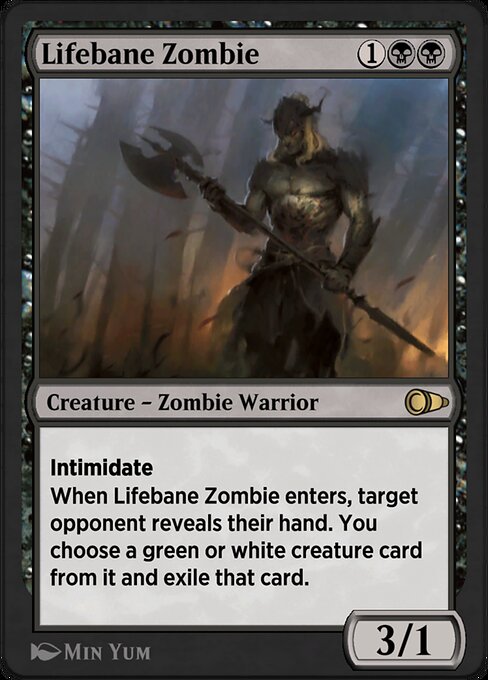 Lifebane Zombie 1
Creature – Zombie Warrior
Intimidate
When Lifebane Zombie enters, target
opponent reveals their hand. You
choose a green or white creature card
from it and exile that card.
3/1
Min Yum